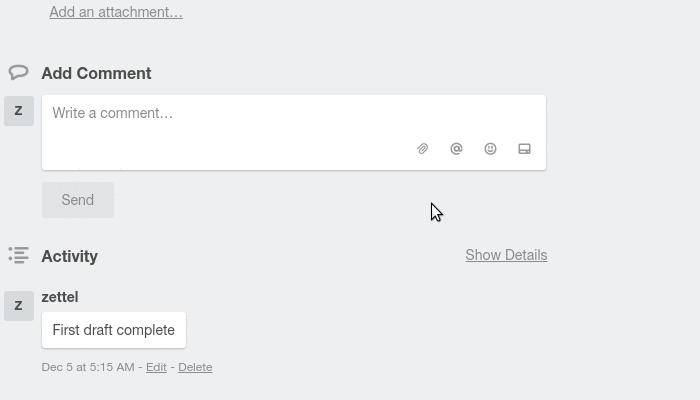 Add an attachment…
Add Comment
Z
Write a comment…
Send
Activity
Show Details
Z
zettel
First draft complete
Dec 5 at 5:15 AM - Edit - Delete